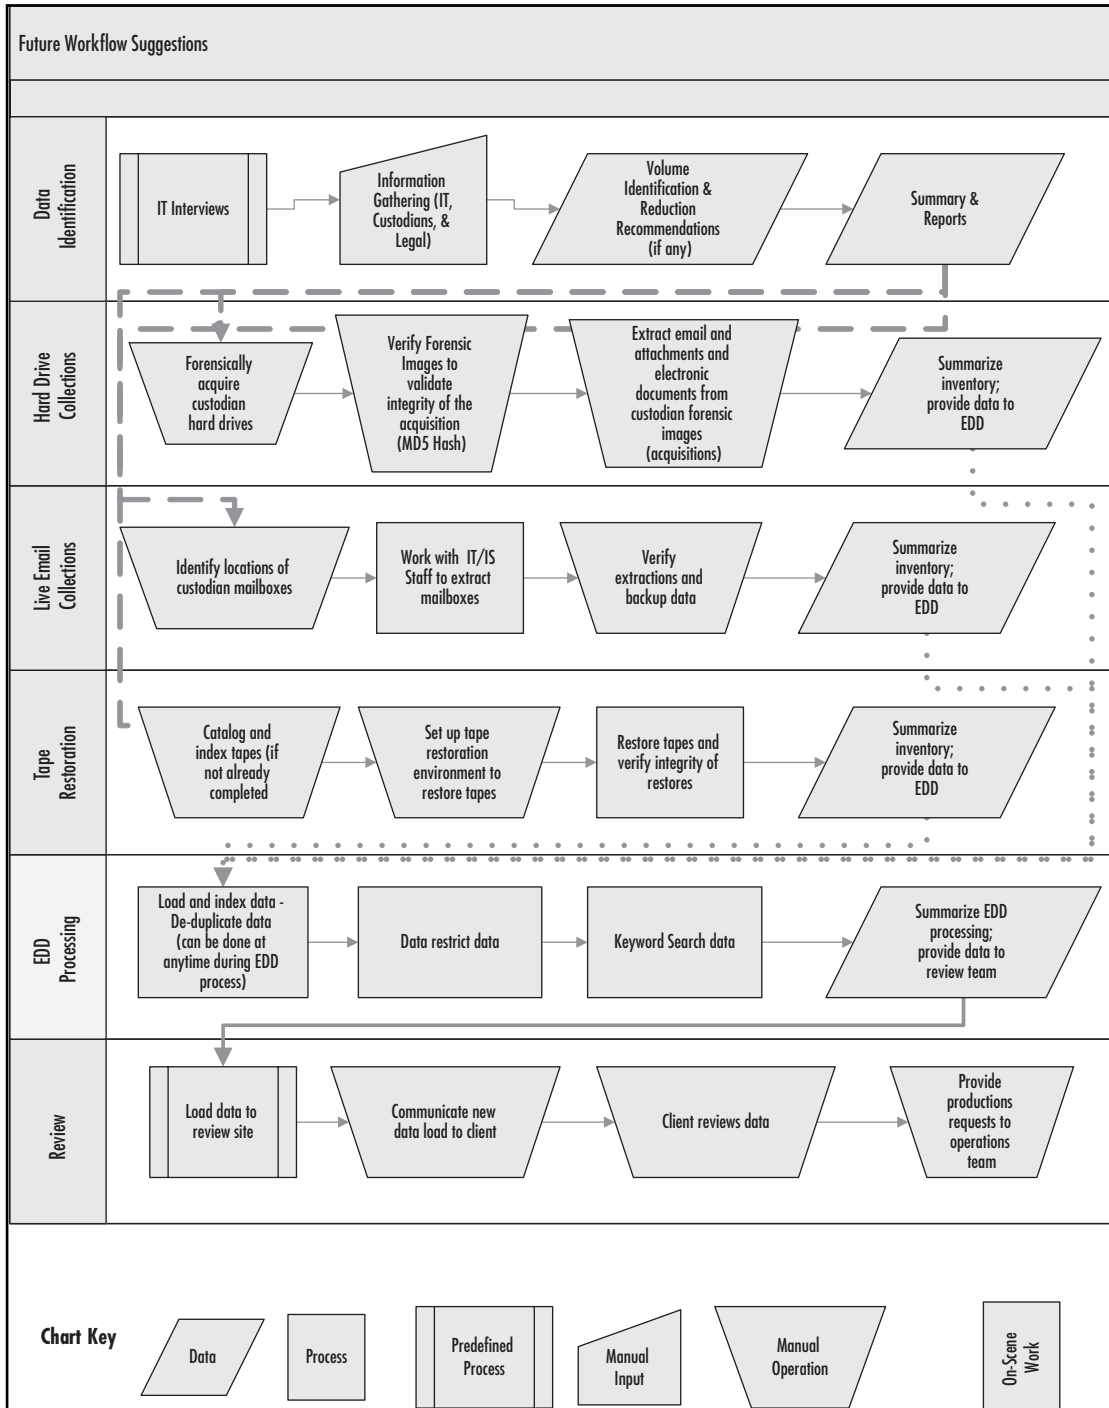 Future Workflow Suggestions
Data
Identification
IT Interviews
Information
Gathering (IT,
Custodians, &
Legal)
Volume
Identification &
Reduction
Recommendations
(if any)
Summary &
Reports
Hard Drive
Collections
Forensically
acquire
custodian
hard drives
Verify Forensic
Images to
validate
integrity of the
acquisition
(MD5 Hash)
Extract email and
attachments and
electronic
documents from
custodian forensic
images
(acquisitions)
Summarize
inventory;
provide data to
EDD
Live Email
Collections
Identify locations of
custodian mailboxes
Work with IT/IS
Staff to extract
mailboxes
Verify
extractions and
backup data
Summarize
inventory;
provide data to
EDD
Tape
Restoration
Catalog and
index tapes (if
not already
completed
Set up tape
restoration
environment to
restore tapes
Restore tapes and
verify integrity of
restores
Summarize
inventory;
provide data to
EDD
EDD
Processing
Load and index data -
De-duplicate data
(can be done at
anytime during EDD
process)
Data restrict data
Keyword Search data
Summarize EDD
processing;
provide data to
review team
Review
Load data to
review site
Communicate new
data load to client
Client reviews data
Provide
productions
requests to
operations
team
Chart Key
Data
Process
Predefined
Process
Manual
Input
Manual
Operation
On-Scene
Work